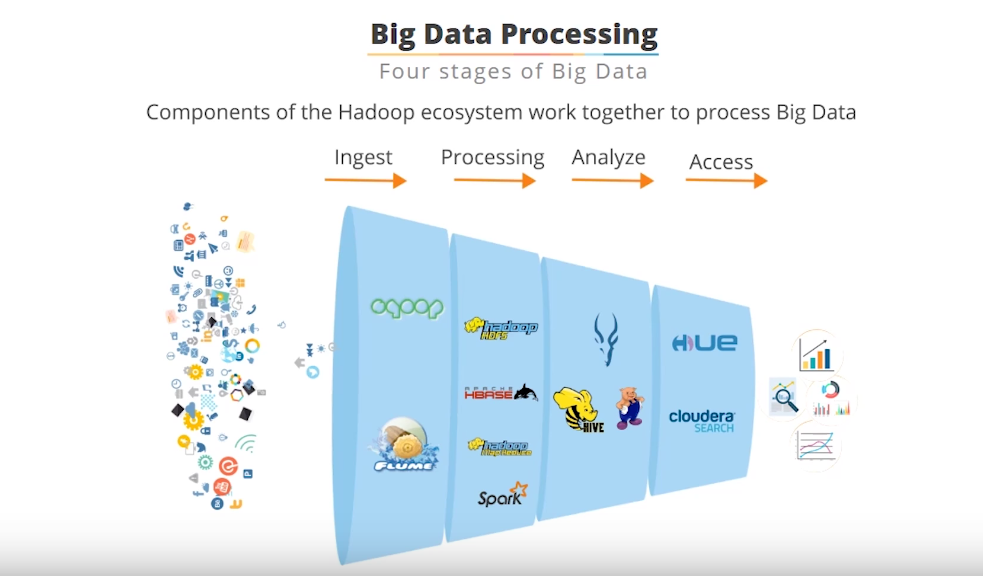 Big Data Processing
Four stages of Big Data
Components of the Hadoop ecosystem work together to process Big Data
Ingest
Processing
Analyze
Access
sqoop
FLUME
hadoop
HDFS
APACHE
HBASE
hadoop
MapReduce
Spark
HIVE
HUE
cloudera
SEARCH